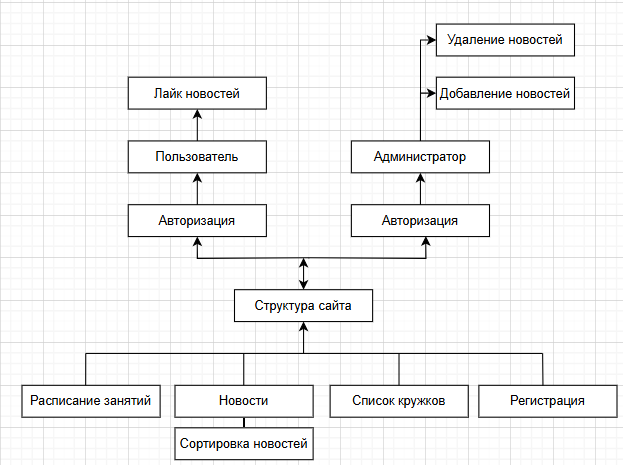 Удаление новостей
Лайк новостей
Добавление новостей
Пользователь
Администратор
Авторизация
Авторизация
Структура сайта
Расписание занятий
Новости
Список кружков
Регистрация
Сортировка новостей